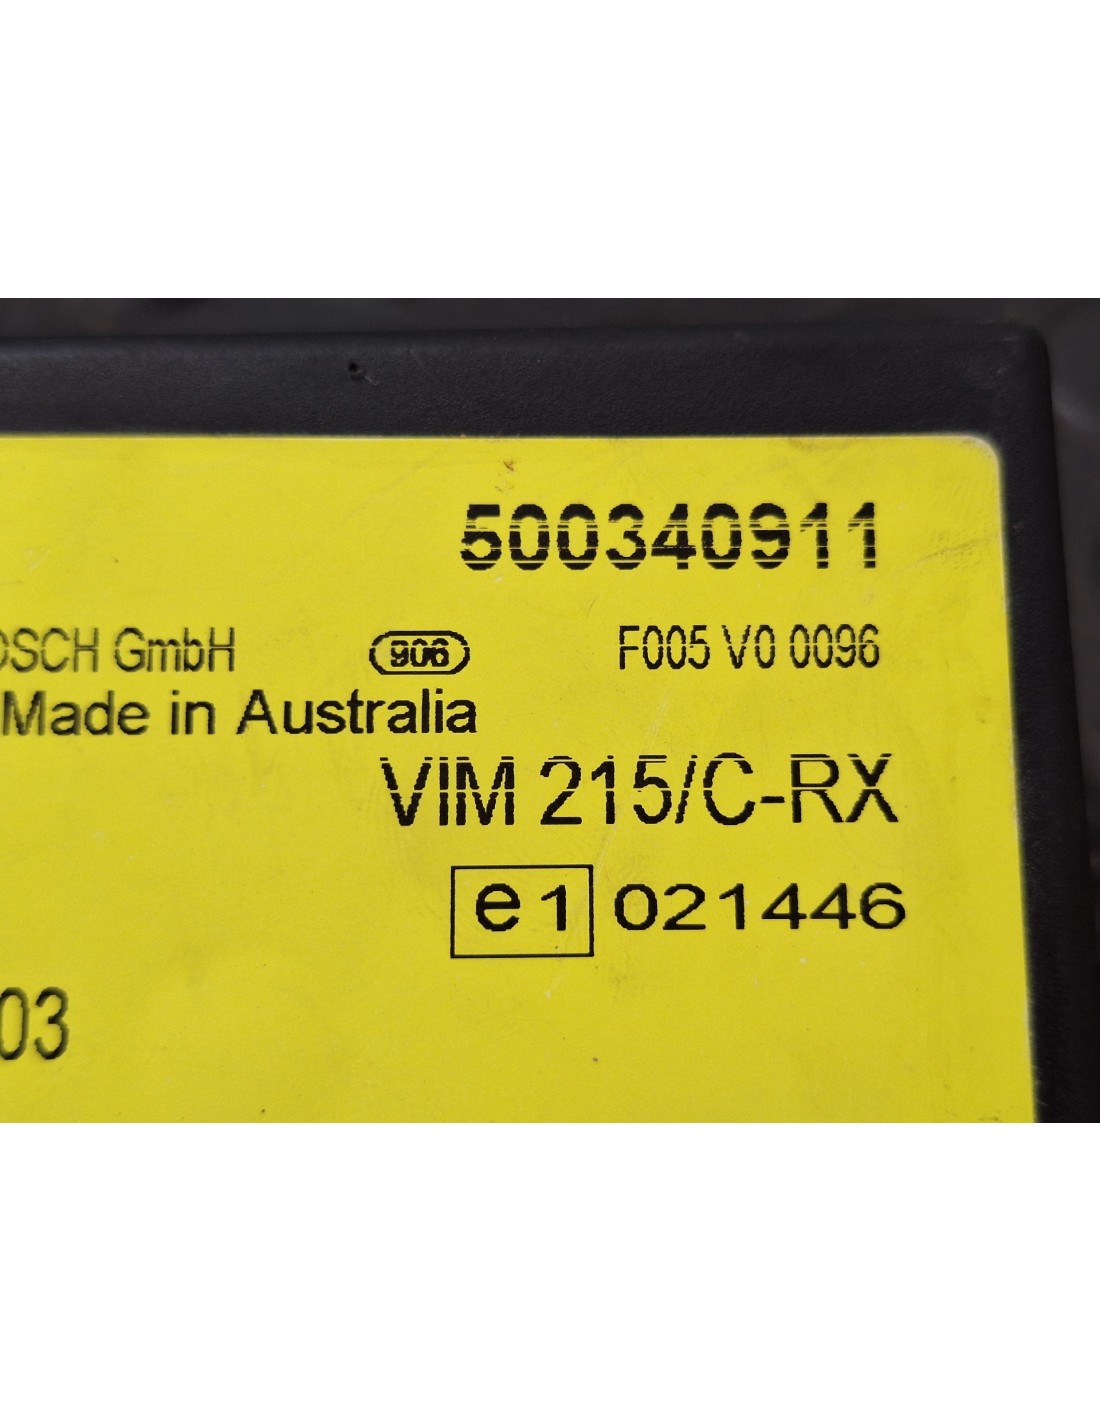 500340911
OSCH GmbH 906 F005 V0 0096
Made in Australia
VIM 215/C-RX
e1 021446
03